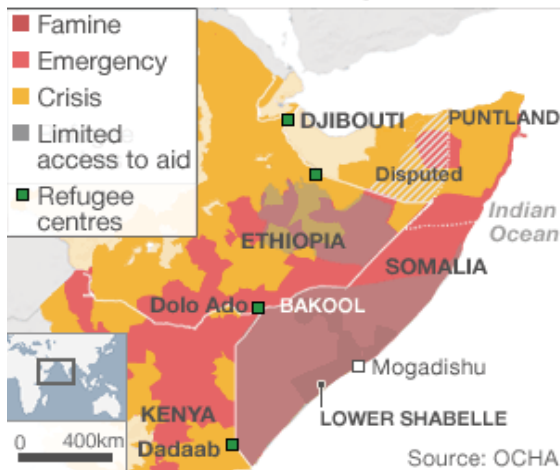 Famine
Emergency
Crisis
Limited
access to aid
Refugee
centres
DJIBOUTI
PUNTLAND
Disputed
Indian
Ocean
ETHIOPIA
SOMALIA
Dolo Ado
BAKOOL
Mogadishu
KENYA
LOWER SHABELLE
Dadaab
0 400km
Source: OCHA